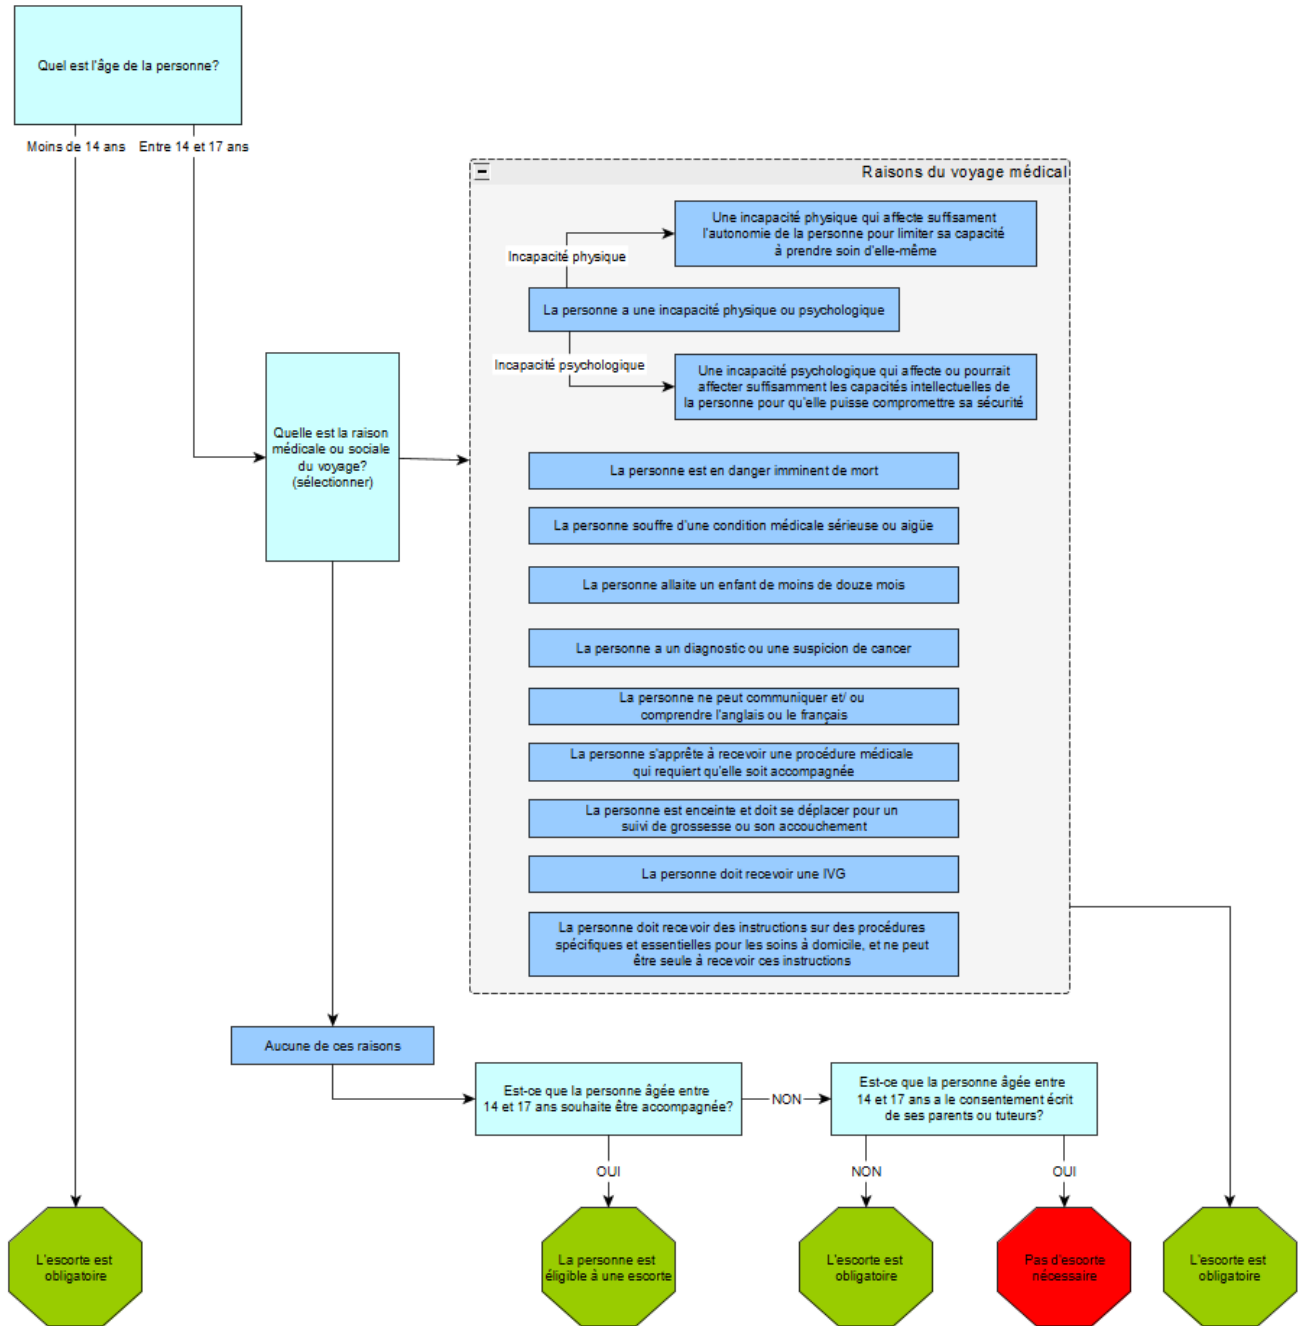 Quel est l'âge de la personne?
Moins de 14 ans
Entre 14 et 17 ans
Raisons du voyage médical
Une incapacité physique qui affecte suffisament
l'autonomie de la personne pour limiter sa capacité
à prendre soin d'elle-même
Incapacité physique
La personne a une incapacité physique ou psychologique
Incapacité psychologique
Une incapacité psychologique qui affecte ou pourrait
affecter suffisamment les capacités intellectuelles de
la personne pour qu'elle puisse compromettre sa sécurité
Quelle est la raison
médicale ou sociale
du voyage?
(sélectionner)
La personne est en danger imminent de mort
La personne souffre d'une condition médicale sérieuse ou aigüe
La personne allaite un enfant de moins de douze mois
La personne a un diagnostic ou une suspicion de cancer
La personne ne peut communiquer et/ ou
comprendre l'anglais ou le français
La personne s'apprête à recevoir une procédure médicale
qui requiert qu'elle soit accompagnée
La personne est enceinte et doit se déplacer pour un
suivi de grossesse ou son accouchement
La personne doit recevoir une IVG
La personne doit recevoir des instructions sur des procédures
spécifiques et essentielles pour les soins à domicile, et ne peut
être seule à recevoir ces instructions
Aucune de ces raisons
Est-ce que la personne âgée entre
14 et 17 ans souhaite être accompagnée?
NON
Est-ce que la personne âgée entre
14 et 17 ans a le consentement écrit
de ses parents ou tuteurs?
OUI
NON
OUI
L'escorte est
obligatoire
La personne est
éligible à une escorte
L'escorte est
obligatoire
Pas d'escorte
nécessaire
L'escorte est
obligatoire